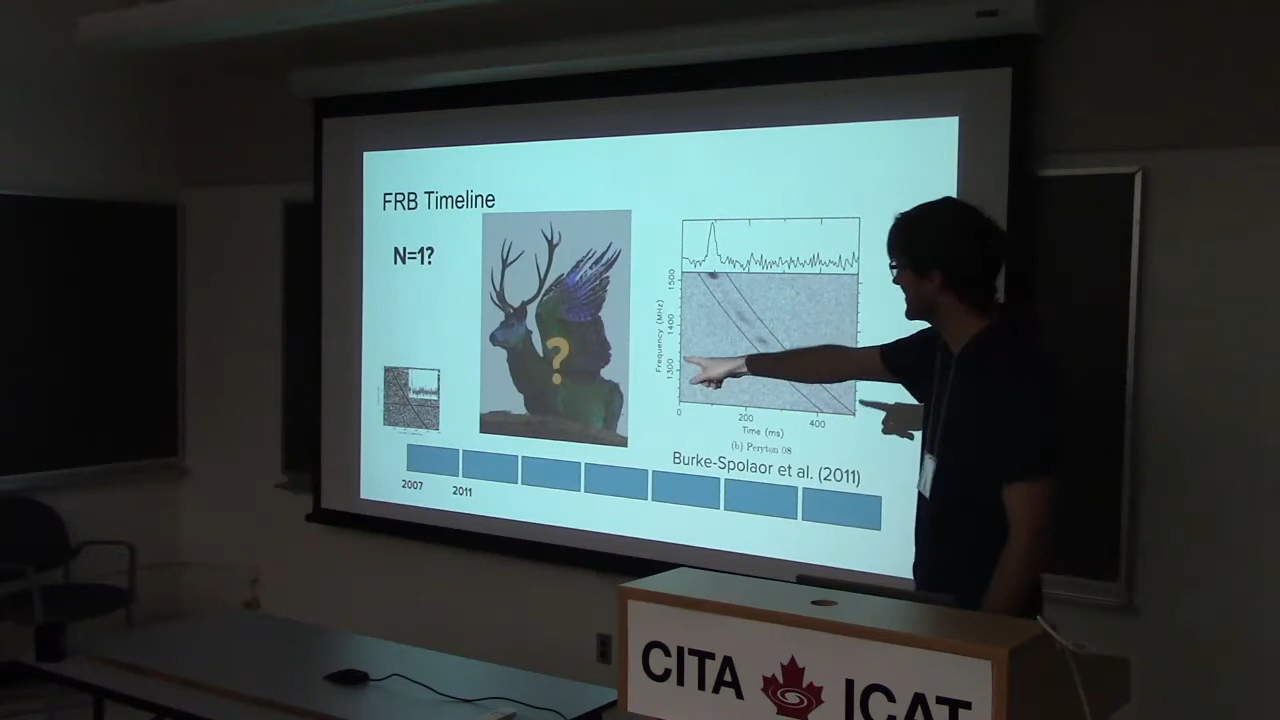 FRB Timeline
N=1?
?
1500
1400
1300
Frequency (MHz)
0 200 400
Time (ms)
(b) Peryton 08
Burke-Spolaor et al. (2011)
2007 2011
CITA ICAT